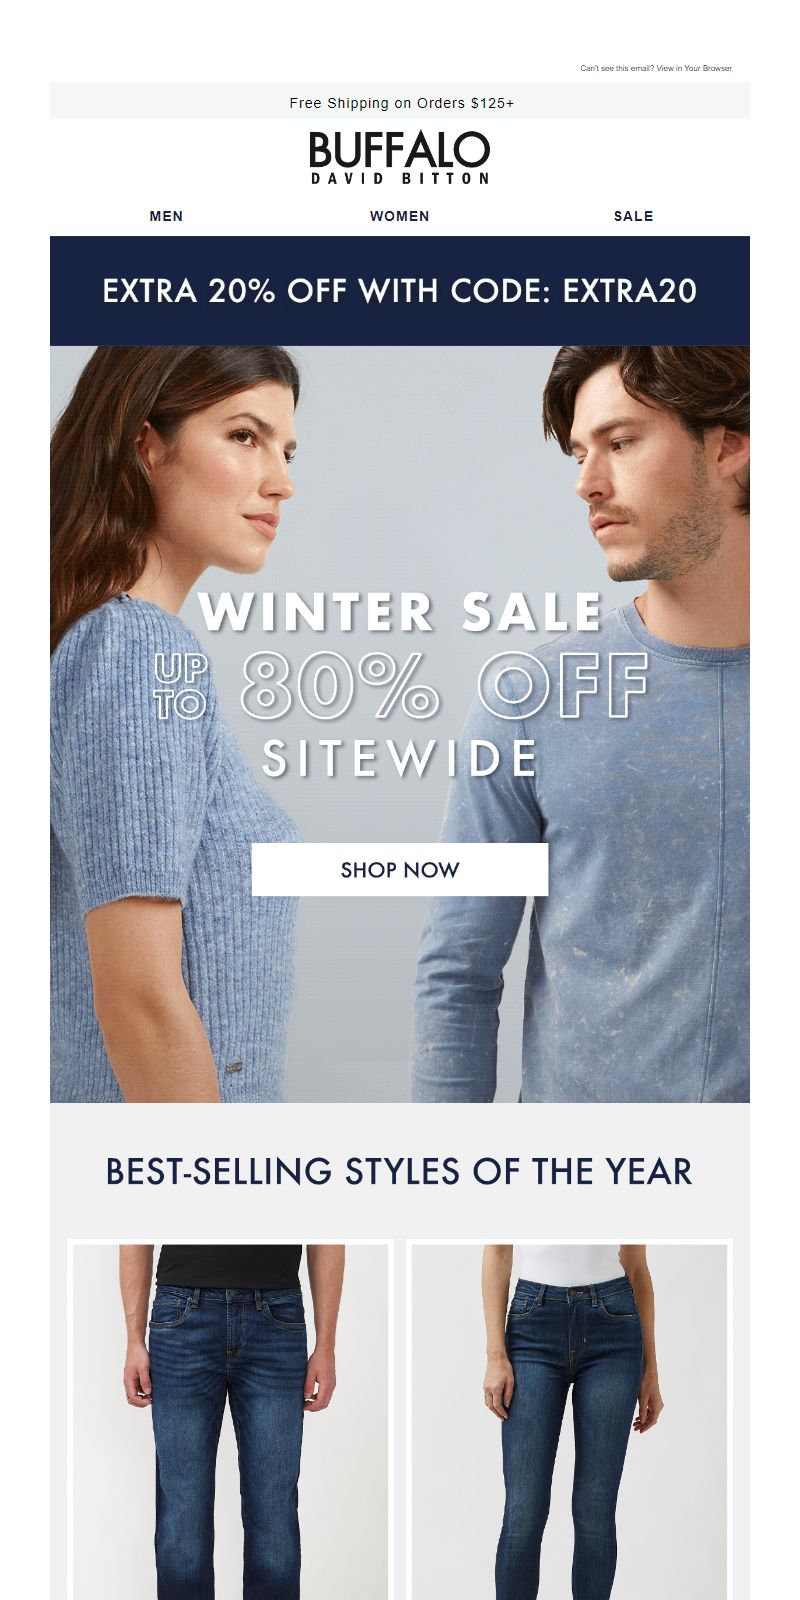 Can't see this email? View in Your Browser
Free Shipping on Orders $125+
BUFFALO
DAVID BITTON
MEN WOMEN SALE
EXTRA 20% OFF WITH CODE: EXTRA20
WINTER SALE
UP TO 80% OFF
SITEWIDE
SHOP NOW
BEST-SELLING STYLES OF THE YEAR